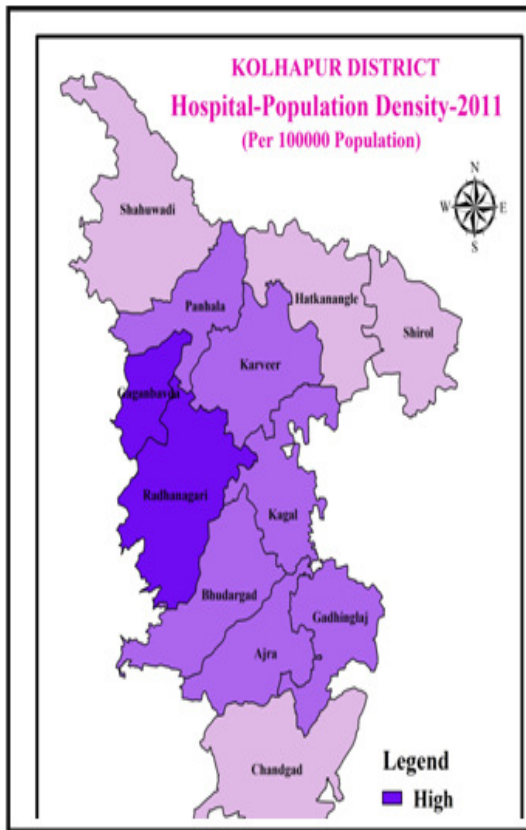 KOLHAPUR DISTRICT
Hospital-Population Density-2011
(Per 100000 Population)
N
W E
S
Shahuwadi
Hatkanangle
Panhala
Shirol
Karveer
Gaganbavda
Radhanagari
Kagal
Bhudargad
Gadhinglaj
Ajra
Chandgad
Legend
High